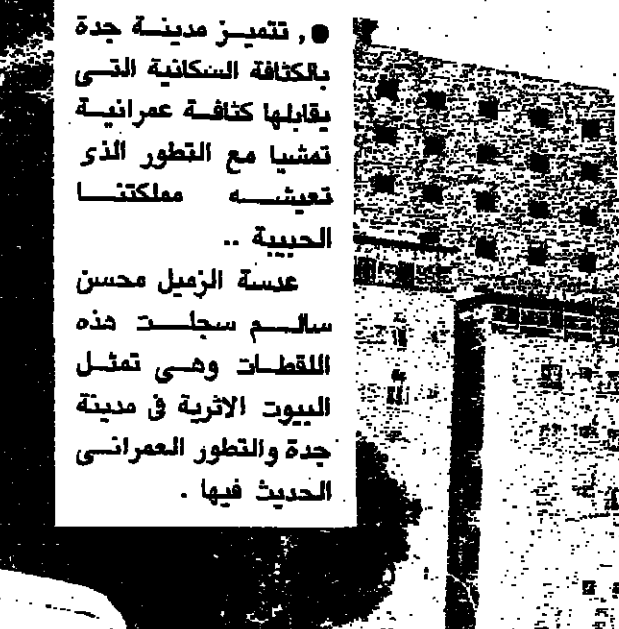 ●, تتميز مدينة جدة
بالكثافة السكانية التى
يقابلها كثافة عمرانية
تمشيا مع التطور الذى
تعيشه مملكتنا
الحبيبة ..
عدسة الزميل محسن
سالم سجلت هذه
اللقطات وهى تمثل
البيوت الاثرية فى مدينة
جدة والتطور العمرانى
الحديث فيها .